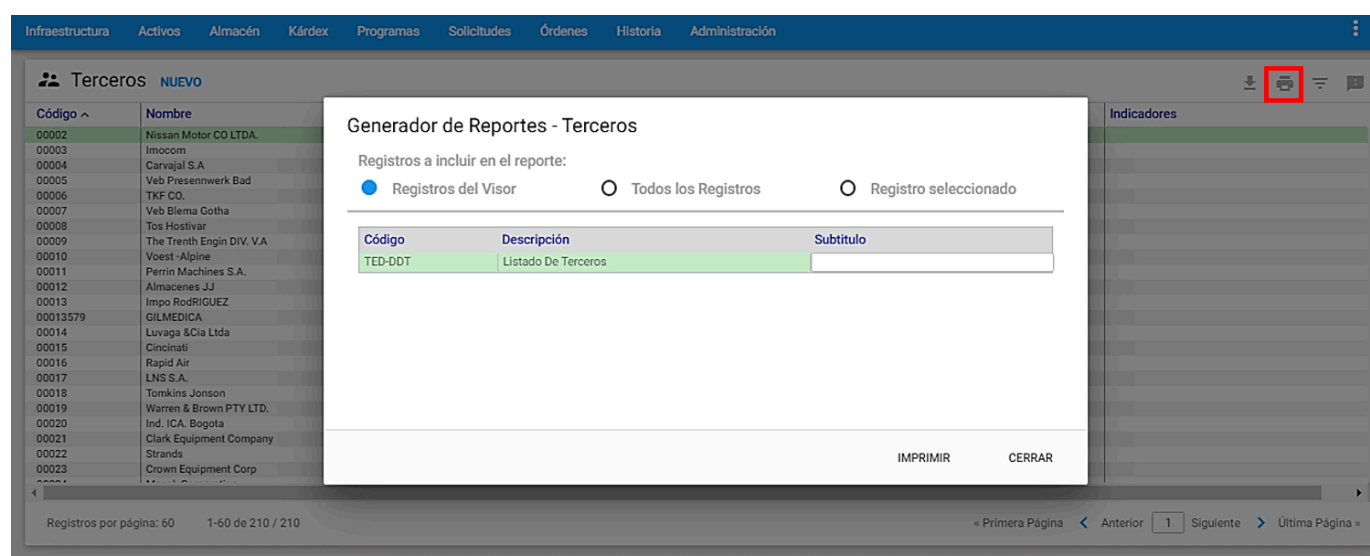 Infraestructura Activos Almacén Kárdex Programas Solicitudes Órdenes Historia Administración
Terceros NUEVO
Código Nombre Indicadores
00002 Nissan Motor CO LTDA.
00003 Imocom
00004 Carvajal S.A
00005 Veb Presennwerk Bad
00006 TKF CO.
00007 Veb Blema Gotha
00008 Tos Hostivar
00009 The Trenth Engin DIV. V.A
00010 Voest -Alpine
00011 Perrin Machines S.A.
00012 Almacenes JJ
00013 Impo RodRIGUEZ
00013579 GILMEDICA
00014 Luvaga &Cia Ltda
00015 Cincinati
00016 Rapid Air
00017 LNS S.A.
00018 Tomkins Jonson
00019 Warren & Brown PTY LTD.
00020 Ind. ICA. Bogota
00021 Clark Equipment Company
00022 Strands
00023 Crown Equipment Corp
Generador de Reportes - Terceros
Registros a incluir en el reporte:
Registros del Visor Todos los Registros Registro seleccionado
Código Descripción Subtitulo
TED-DDT Listado De Terceros
IMPRIMIR CERRAR
Registros por página: 60 1-60 de 210 / 210 « Primera Página Anterior 1 Siguiente Última Página »